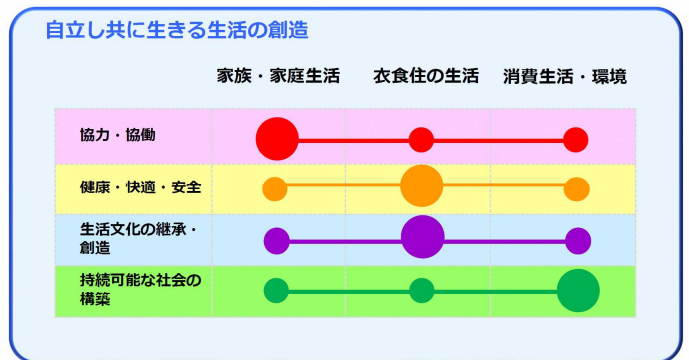 自立し共に生きる生活の創造
家族・家庭生活 衣食住の生活 消費生活・環境
協力・協働
健康・快適・安全
生活文化の継承・
創造
持続可能な社会の
構築